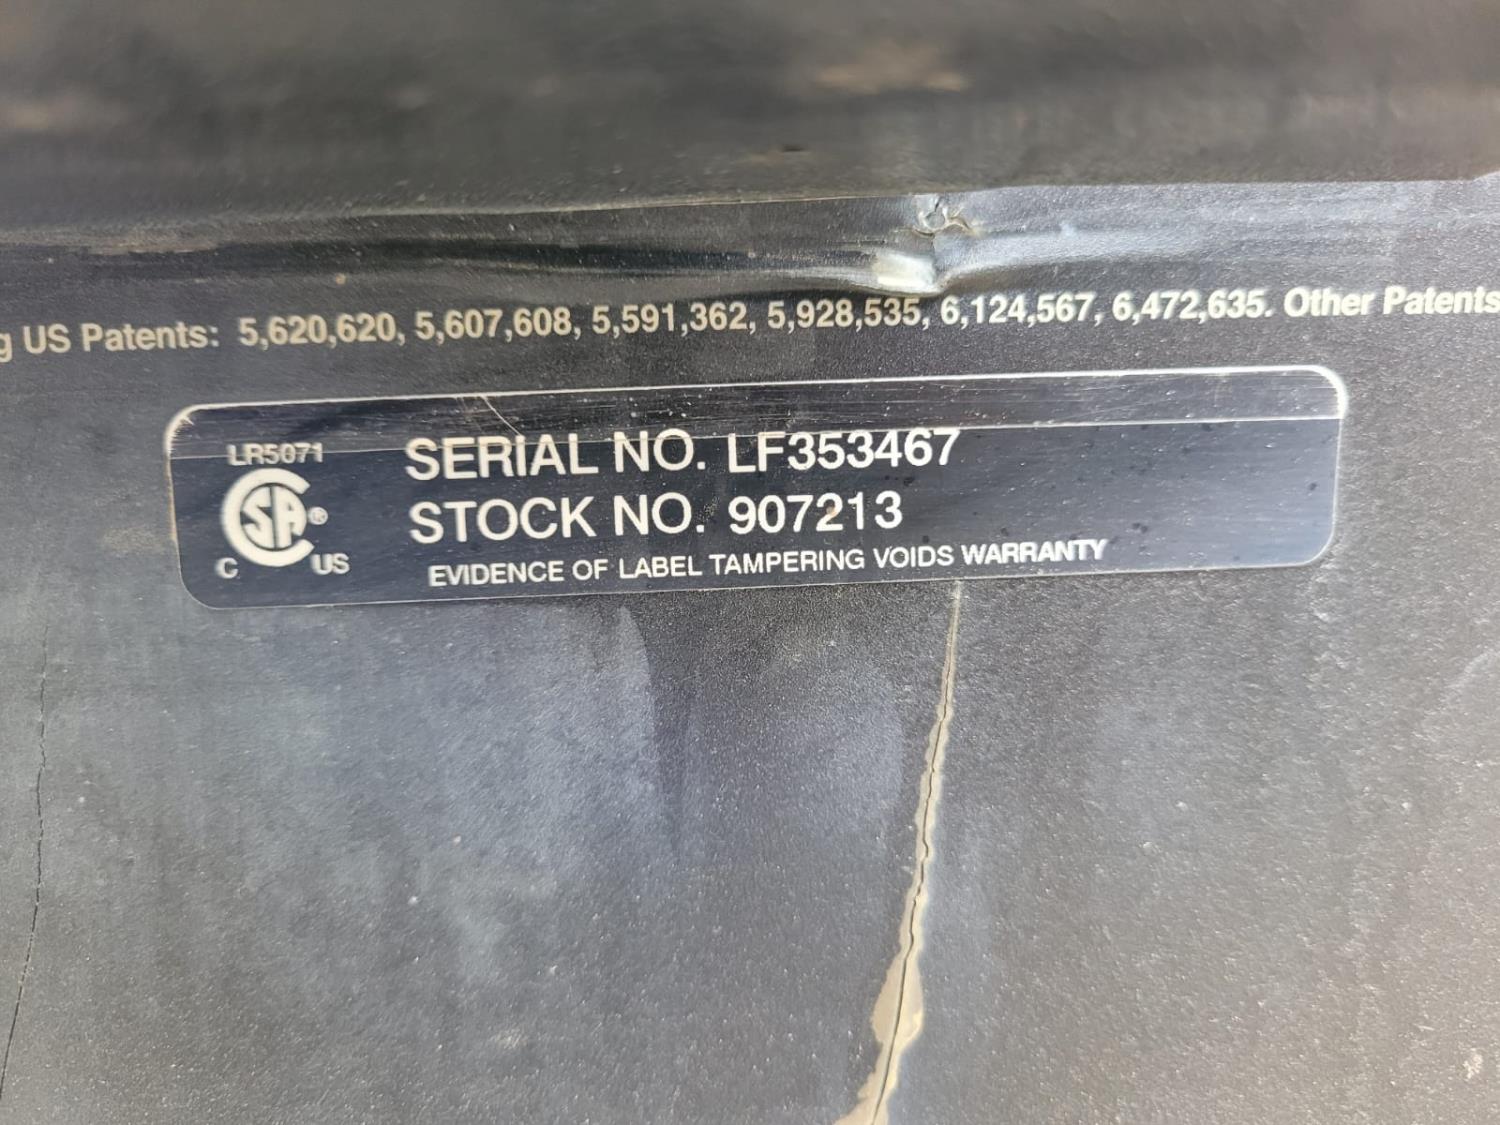 g US Patents: 5,620,620, 5,607,608, 5,591,362, 5,928,535, 6,124,567, 6,472,635. Other Patents
LR5071
SA®
C US
SERIAL NO. LF353467
STOCK NO. 907213
EVIDENCE OF LABEL TAMPERING VOIDS WARRANTY